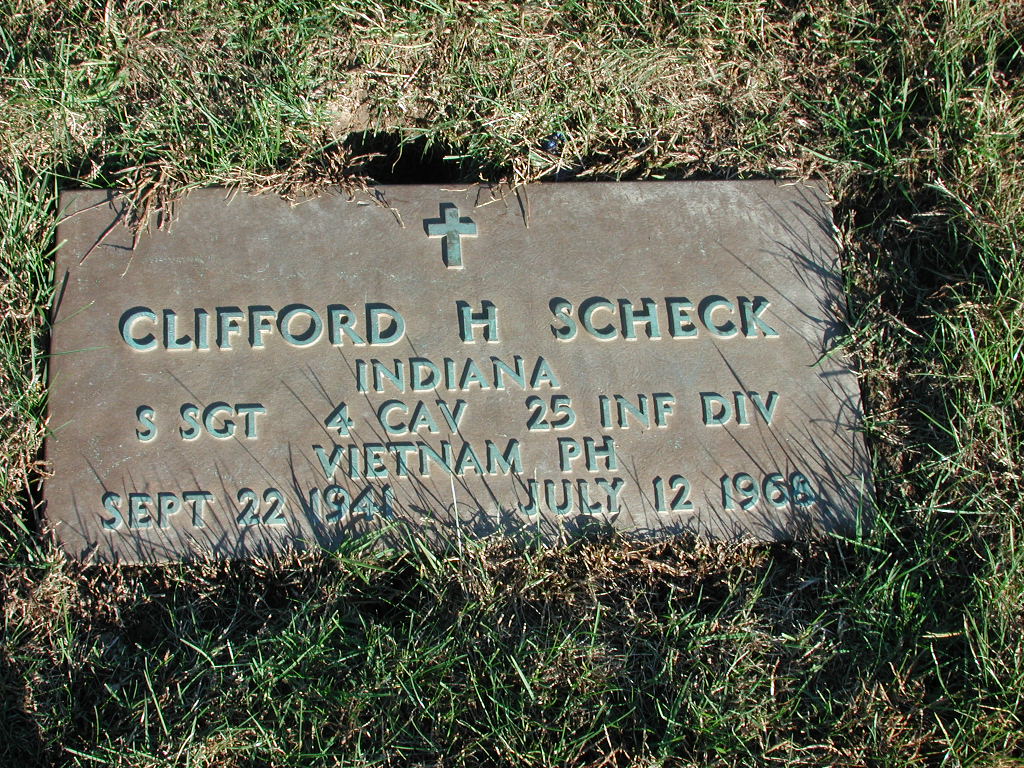 CLIFFORD H SCHECK
INDIANA
S SGT 4 CAV 25 INF DIV
VIETNAM PH
SEPT 22 1941 JULY 12 1968